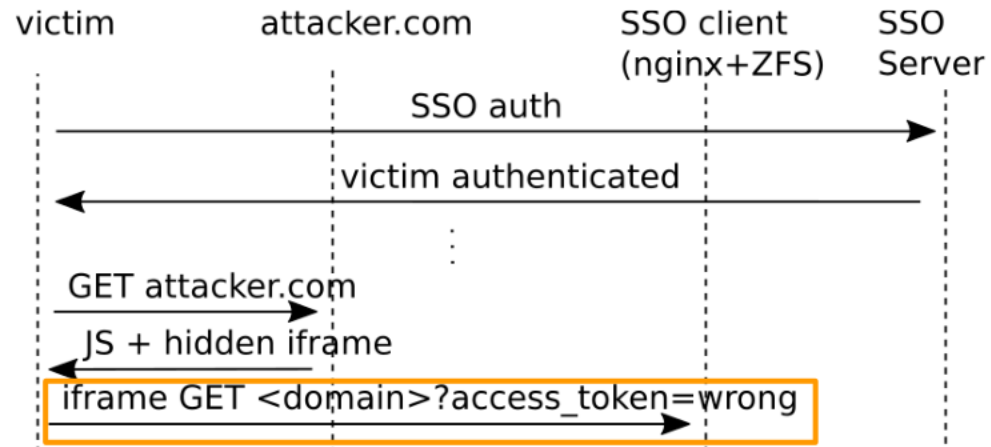 victim
attacker.com
SSO client
(nginx+ZFS)
SSO
Server
SSO auth
victim authenticated
GET attacker.com
JS + hidden iframe
iframe GET <domain>?access_token=wrong